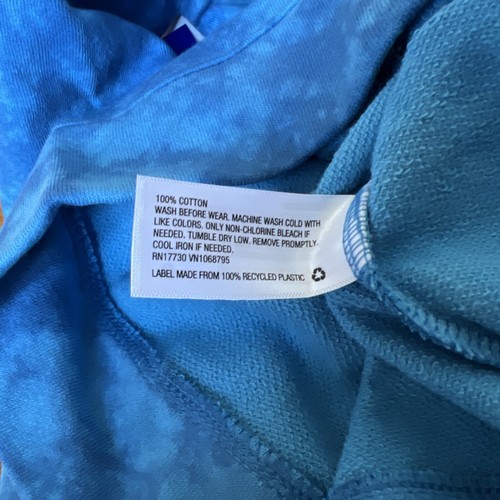 100% COTTON
WASH BEFORE WEAR. MACHINE WASH COLD WITH
LIKE COLORS. ONLY NON-CHLORINE BLEACH IF
NEEDED. TUMBLE DRY LOW. REMOVE PROMPTLY-
COOL IRON IF NEEDED.
RN17730 VN1068795
LABEL MADE FROM 100% RECYCLED PLASTIC